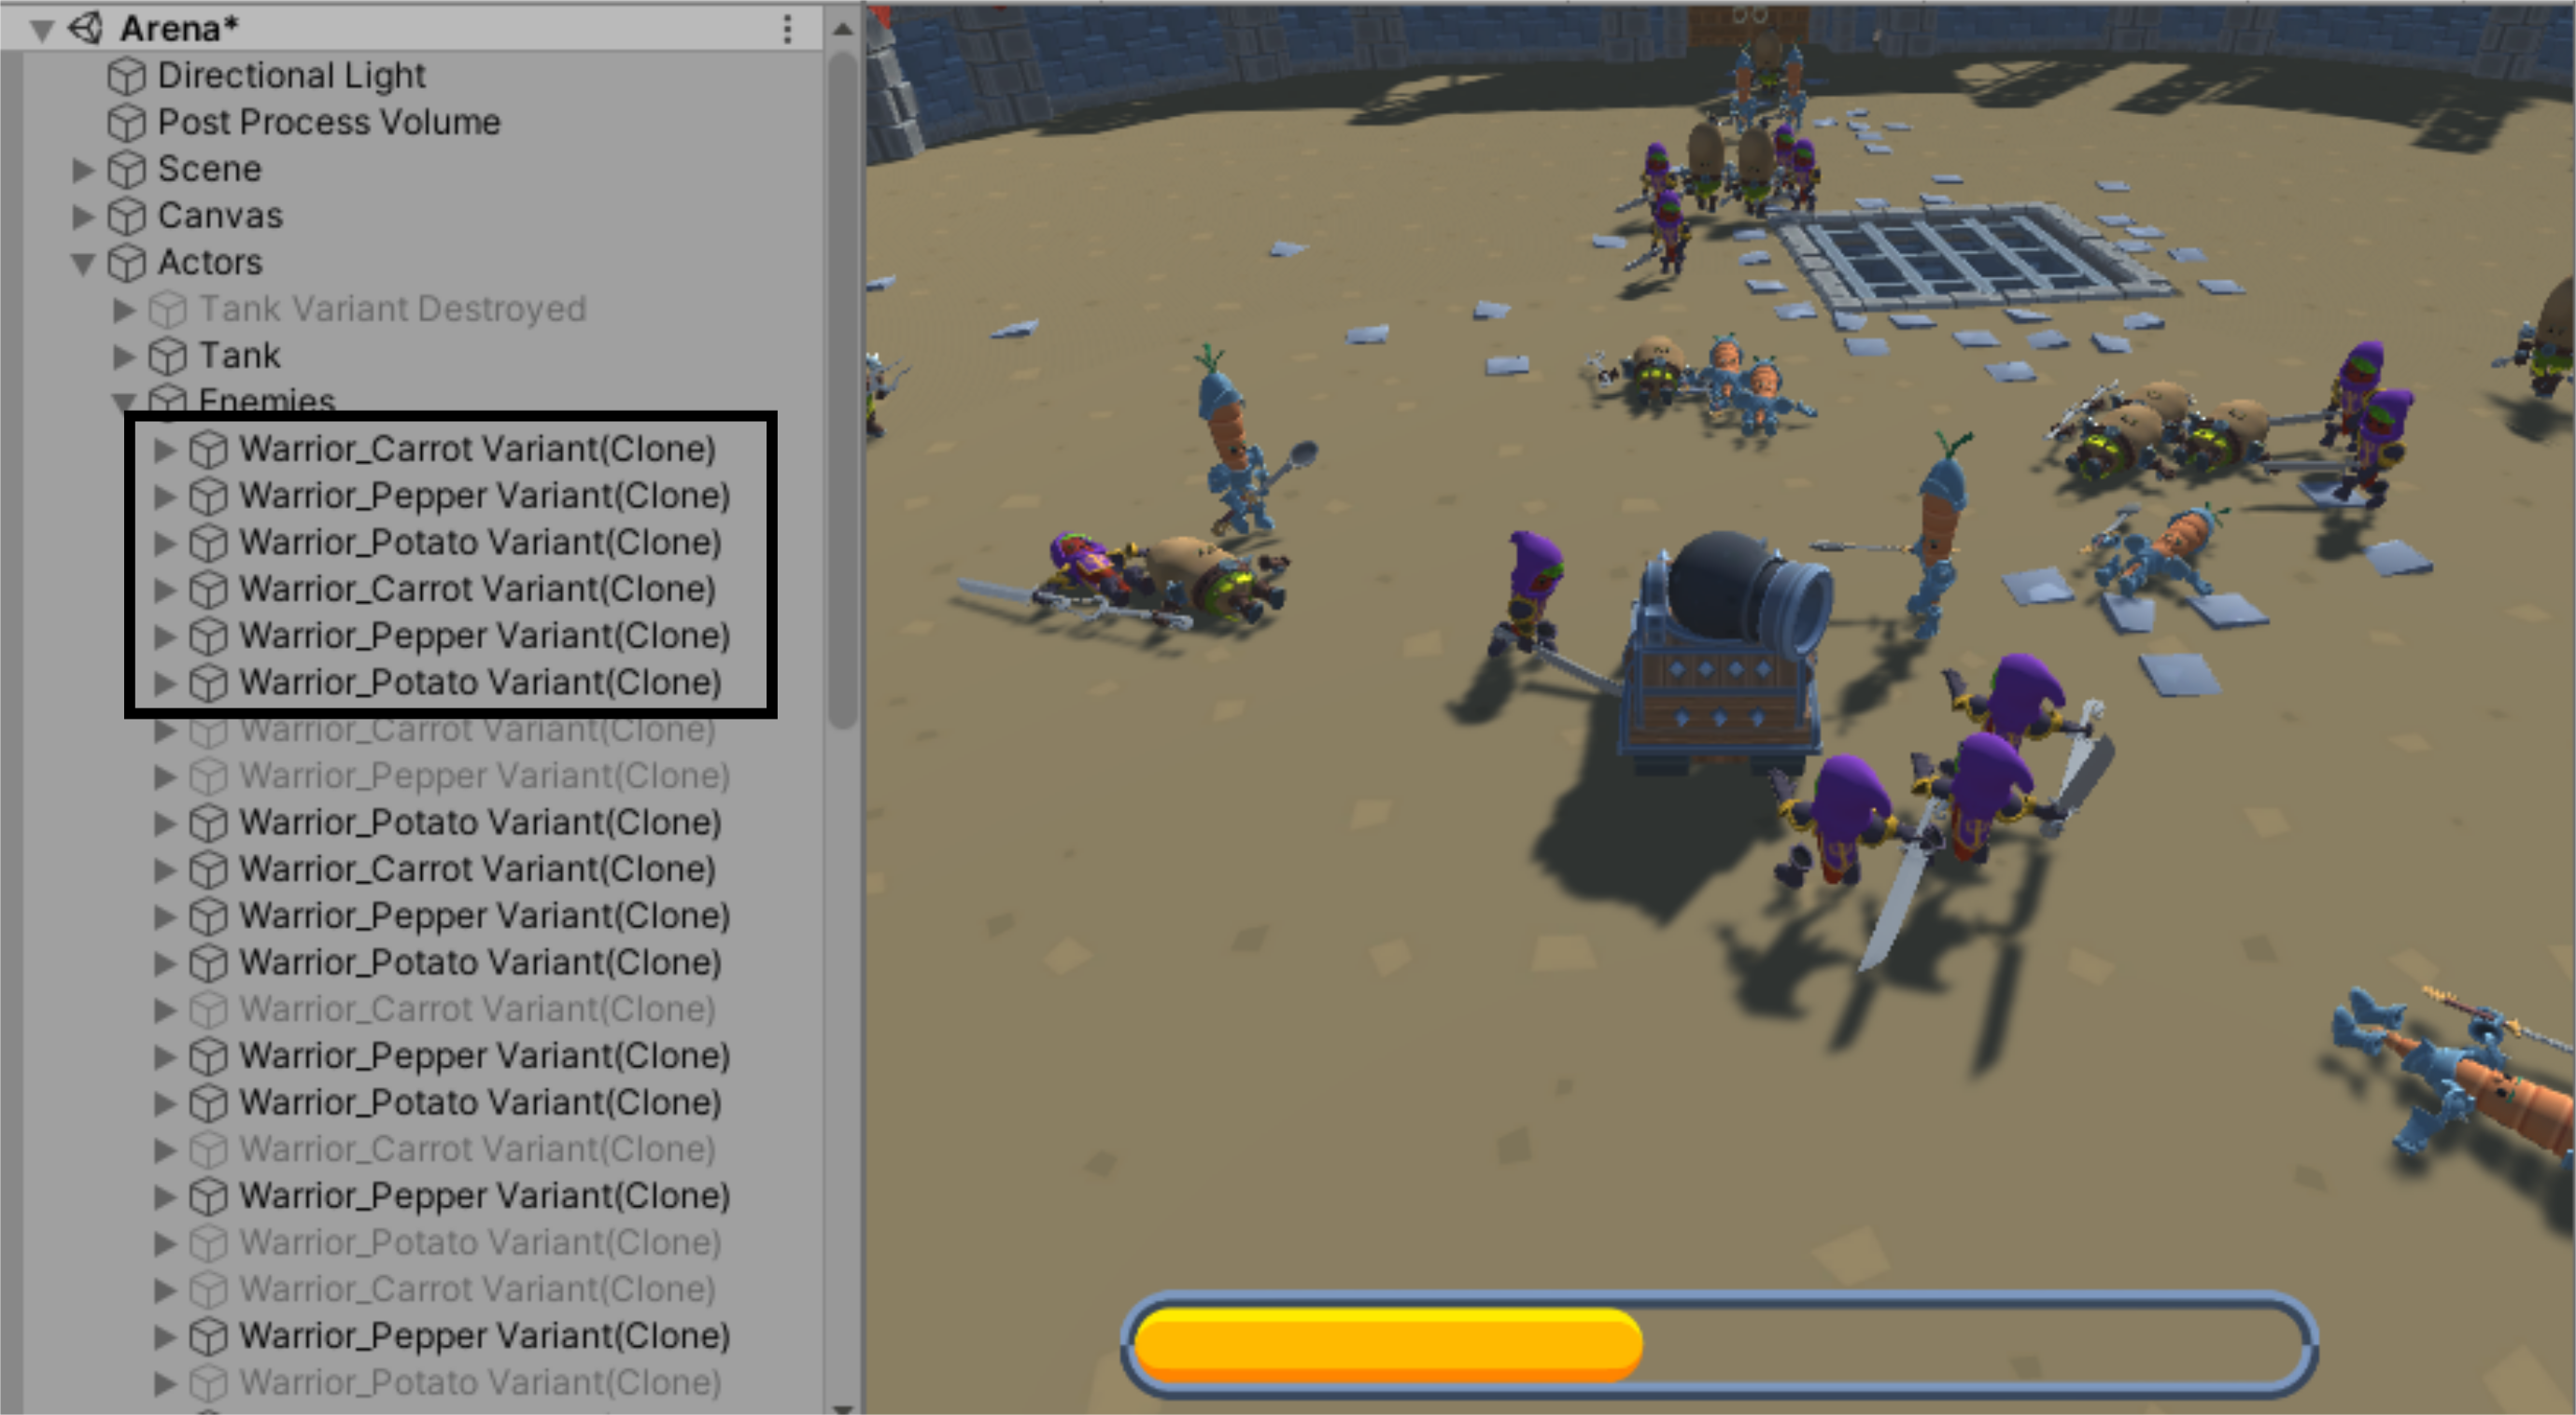 Arena*
Directional Light
Post Process Volume
Scene
Canvas
Actors
Tank Variant Destroyed
Tank
Enemies
Warrior_Carrot Variant(Clone)
Warrior_Pepper Variant(Clone)
Warrior_Potato Variant(Clone)
Warrior_Carrot Variant(Clone)
Warrior_Pepper Variant(Clone)
Warrior_Potato Variant(Clone)
Warrior_Carrot Variant(Clone)
Warrior_Pepper Variant(Clone)
Warrior_Potato Variant(Clone)
Warrior_Carrot Variant(Clone)
Warrior_Pepper Variant(Clone)
Warrior_Potato Variant(Clone)
Warrior_Carrot Variant(Clone)
Warrior_Pepper Variant(Clone)
Warrior_Potato Variant(Clone)
Warrior_Carrot Variant(Clone)
Warrior_Pepper Variant(Clone)
Warrior_Potato Variant(Clone)
Warrior_Carrot Variant(Clone)
Warrior_Pepper Variant(Clone)
Warrior_Potato Variant(Clone)